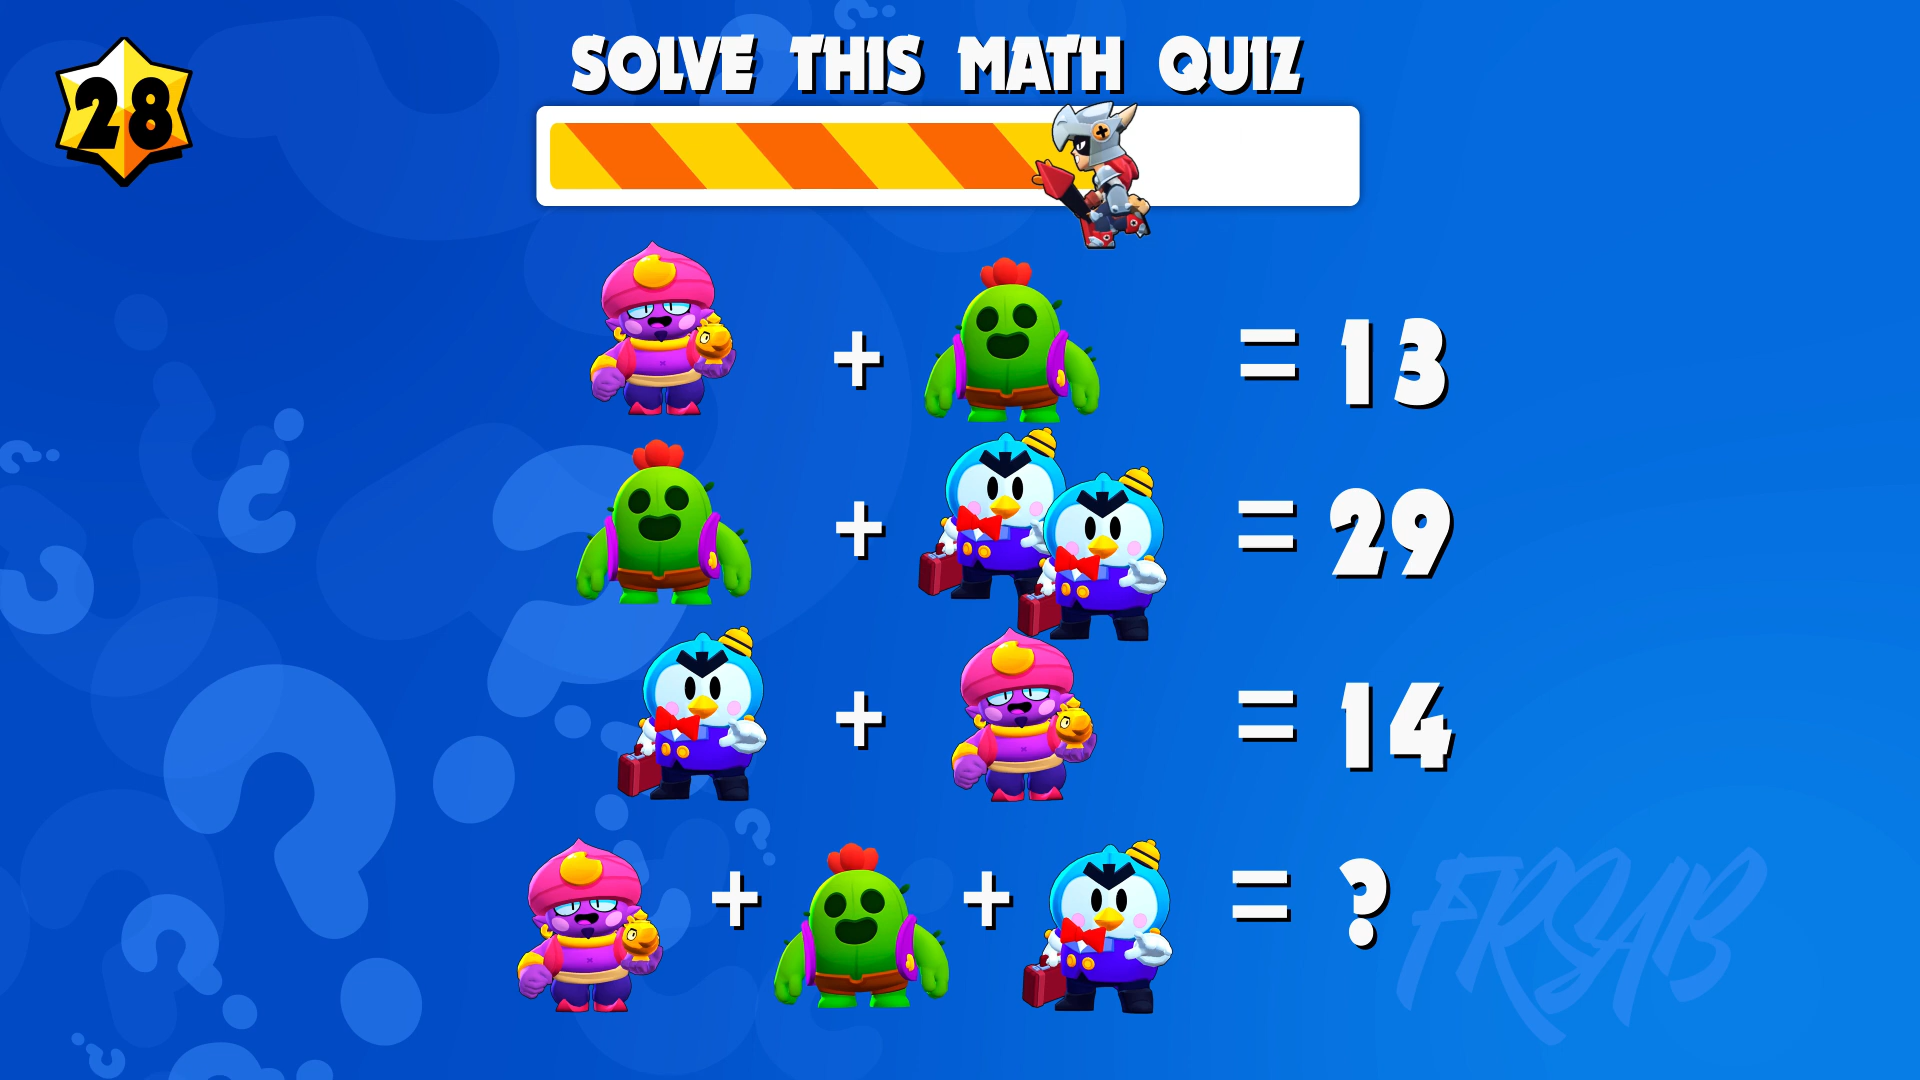 28
SOLVE THIS MATH QUIZ
+ = 13
+ = 29
+ = 14
+ + = ?
FRSAB